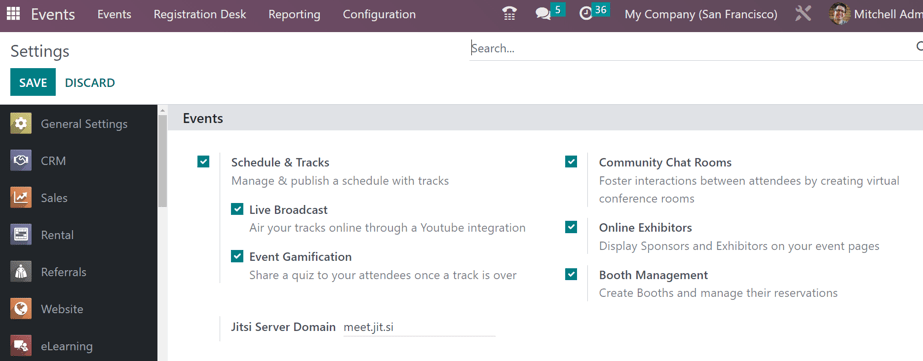 Events Events Registration Desk Reporting Configuration 5 36 My Company (San Francisco) Mitchell Adm
Settings
Search...
SAVE DISCARD
General Settings
CRM
Sales
Rental
Referrals
Website
eLearning
Events
Schedule & Tracks
Manage & publish a schedule with tracks
Live Broadcast
Air your tracks online through a Youtube integration
Event Gamification
Share a quiz to your attendees once a track is over
Jitsi Server Domain meet.jit.si
Community Chat Rooms
Foster interactions between attendees by creating virtual
conference rooms
Online Exhibitors
Display Sponsors and Exhibitors on your event pages
Booth Management
Create Booths and manage their reservations